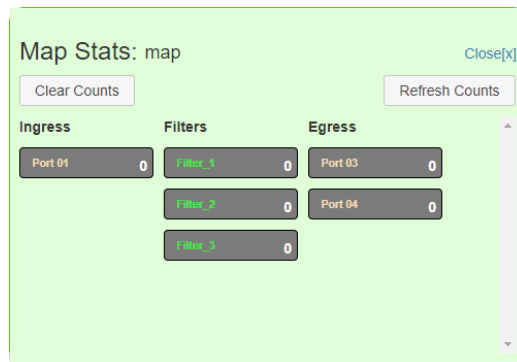 Map Stats: map
Close[x]
Clear Counts
Refresh Counts
Ingress Filters Egress
Port 01 0 Filter_1 0 Port 03 0
Filter_2 0 Port 04 0
Filter_3 0